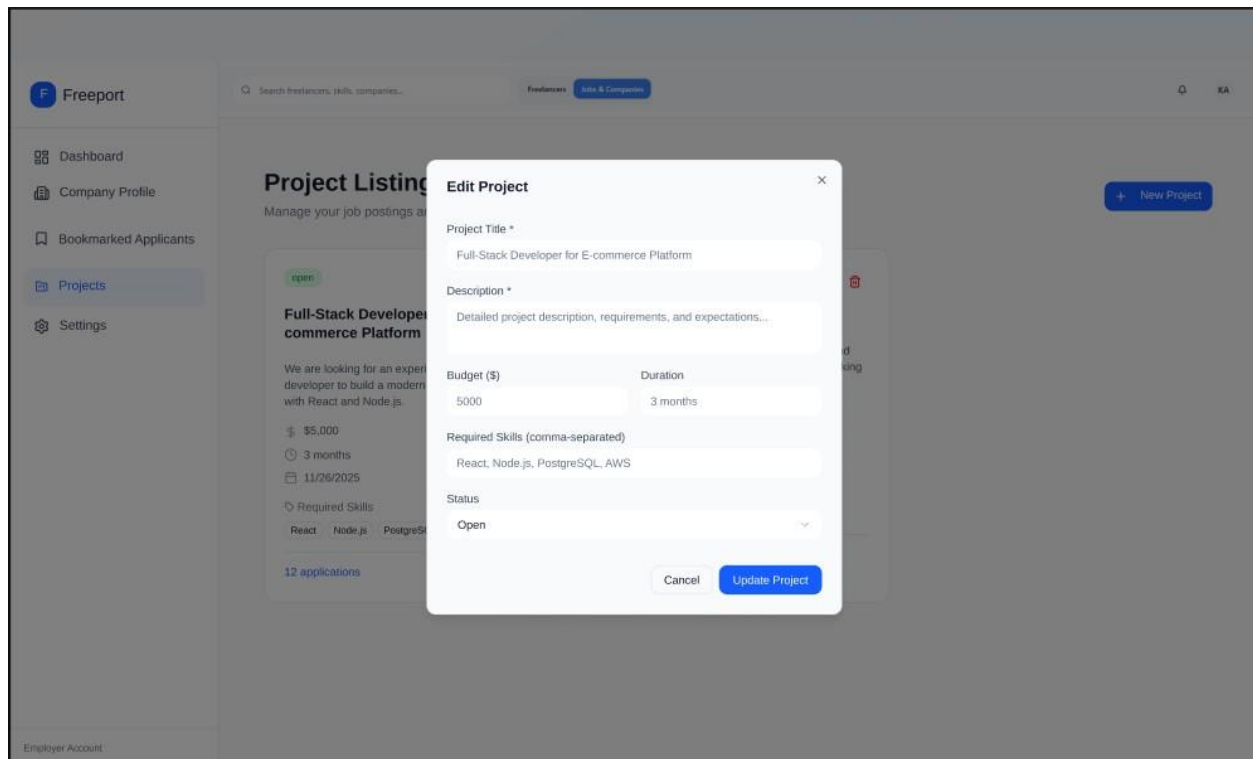 F Freeport
Search freelancers, skills, companies...
Freelancers Jobs & Companies
KA
Dashboard
Company Profile
Bookmarked Applicants
Projects
Settings
Employer Account
Project Listing
Manage your job postings a
+ New Project
open
Full-Stack Develope
commerce Platform
We are looking for an experi
developer to build a modern
with React and Node.js.
$ $5,000
3 months
11/26/2025
Required Skills
React Node.js PostgreS
12 applications
d
king
Edit Project
Project Title *
Full-Stack Developer for E-commerce Platform
Description *
Detailed project description, requirements, and expectations...
Budget ($) Duration
5000 3 months
Required Skills (comma-separated)
React, Node.js, PostgreSQL, AWS
Status
Open
Cancel Update Project